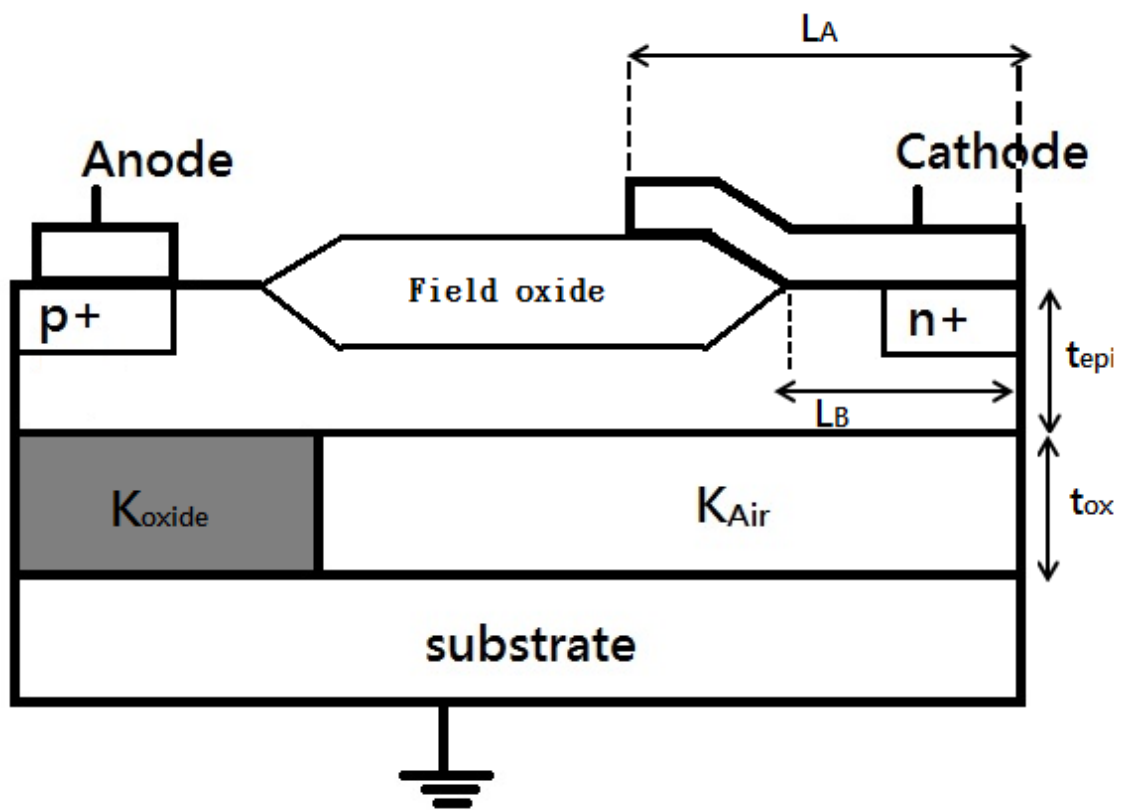 LA
Anode
Cathode
Field oxide
p+
n+
tepi
LB
Koxide
KAir
tox
substrate